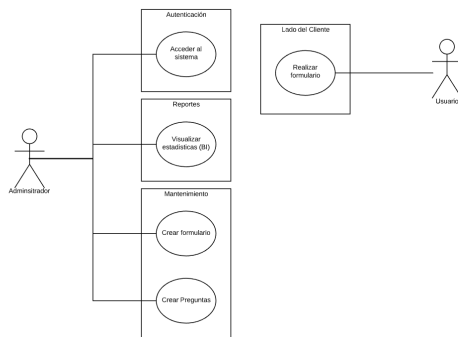 Autenticación
Acceder al
sistema
Lado del Cliente
Realizar
formulario
Usuario
Reportes
Visualizar
estadísticas (BI)
Adminsitrador
Mantenimiento
Crear formulario
Crear Preguntas